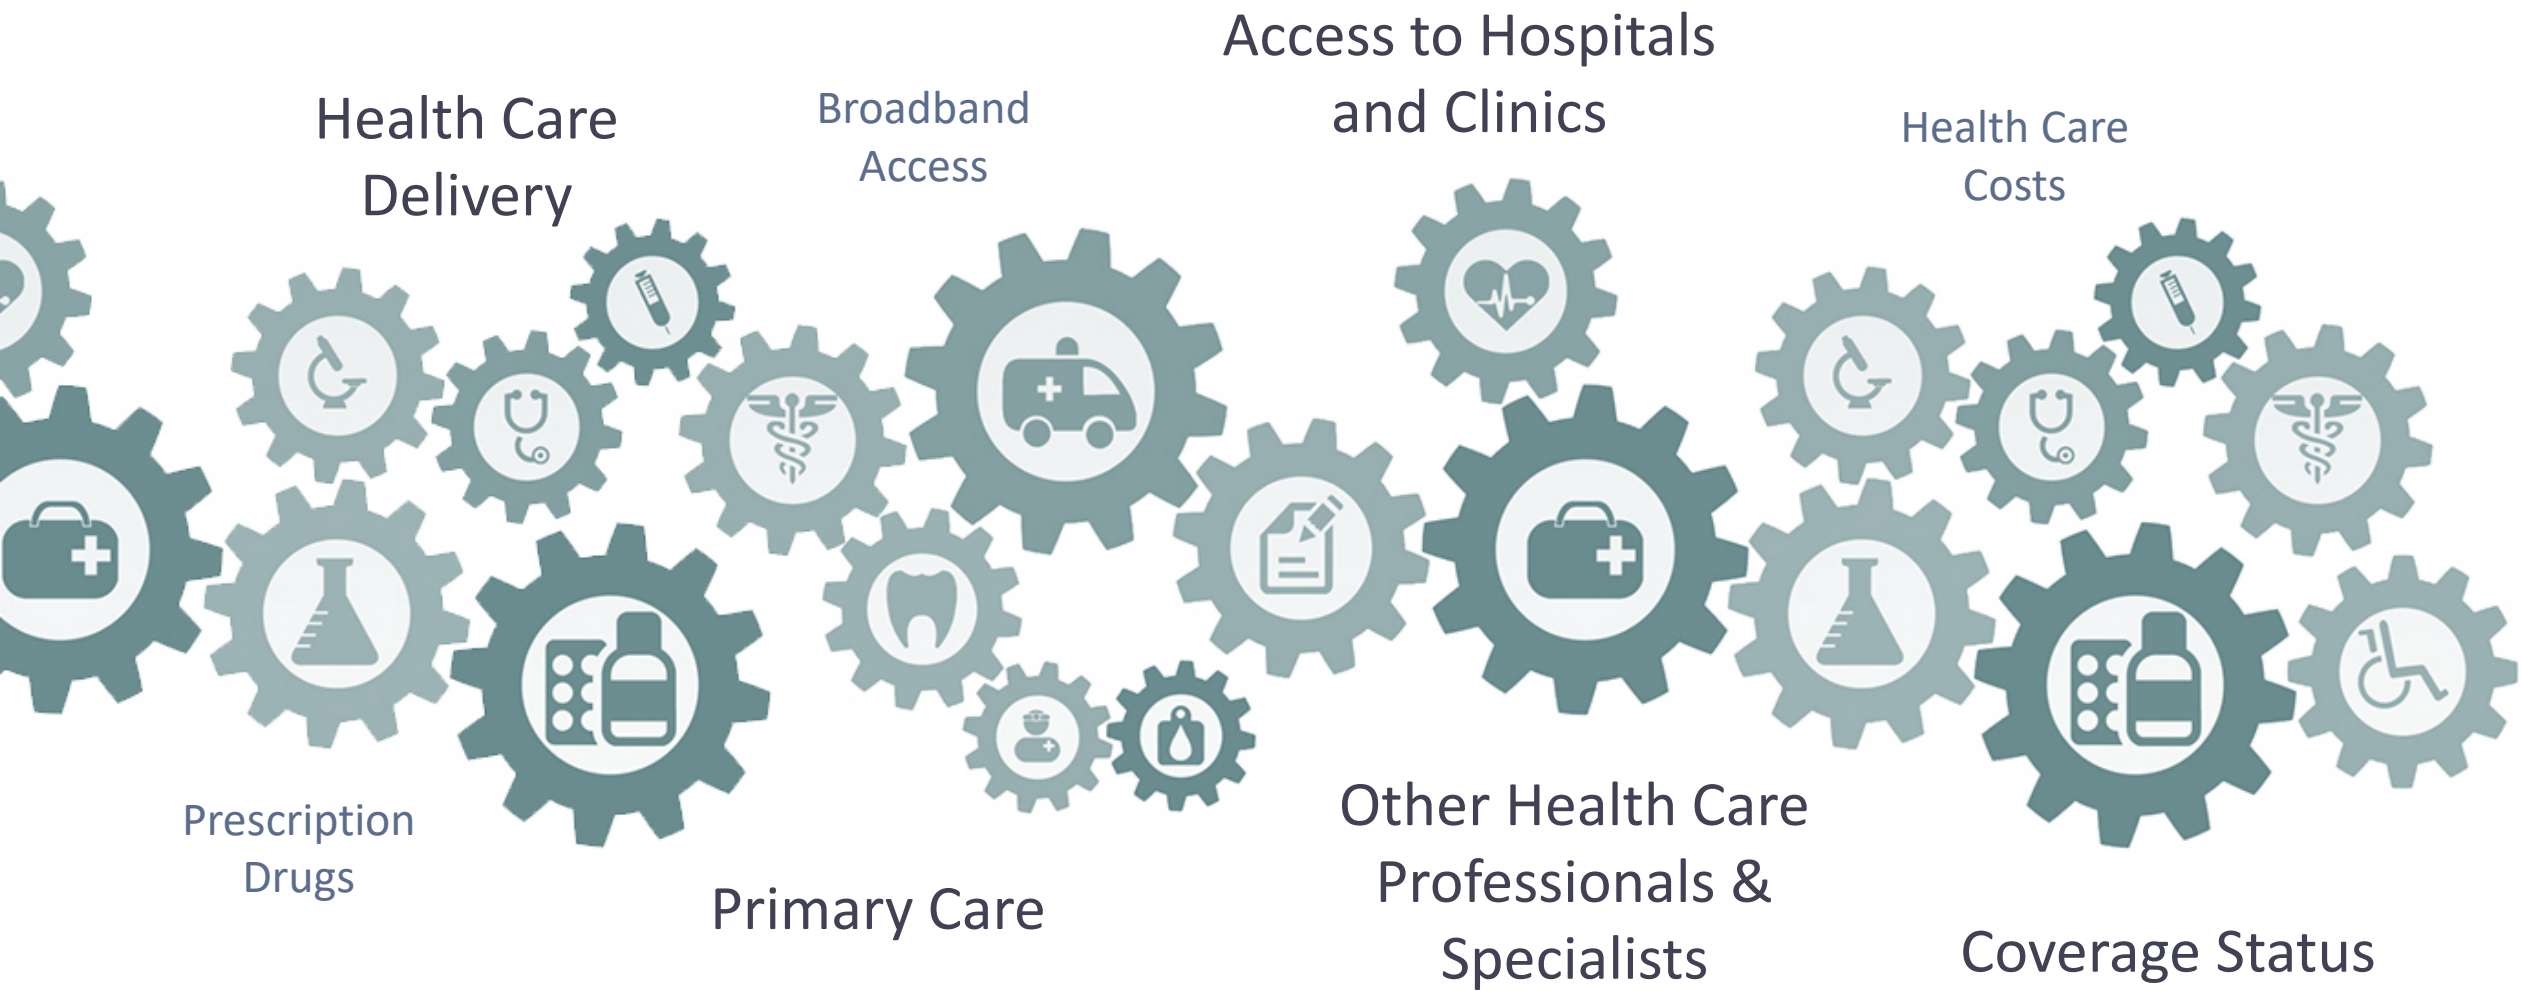 Access to Hospitals
and Clinics
Health Care
Delivery
Broadband
Access
Health Care
Costs
Prescription
Drugs
Primary Care
Other Health Care
Professionals &
Specialists
Coverage Status